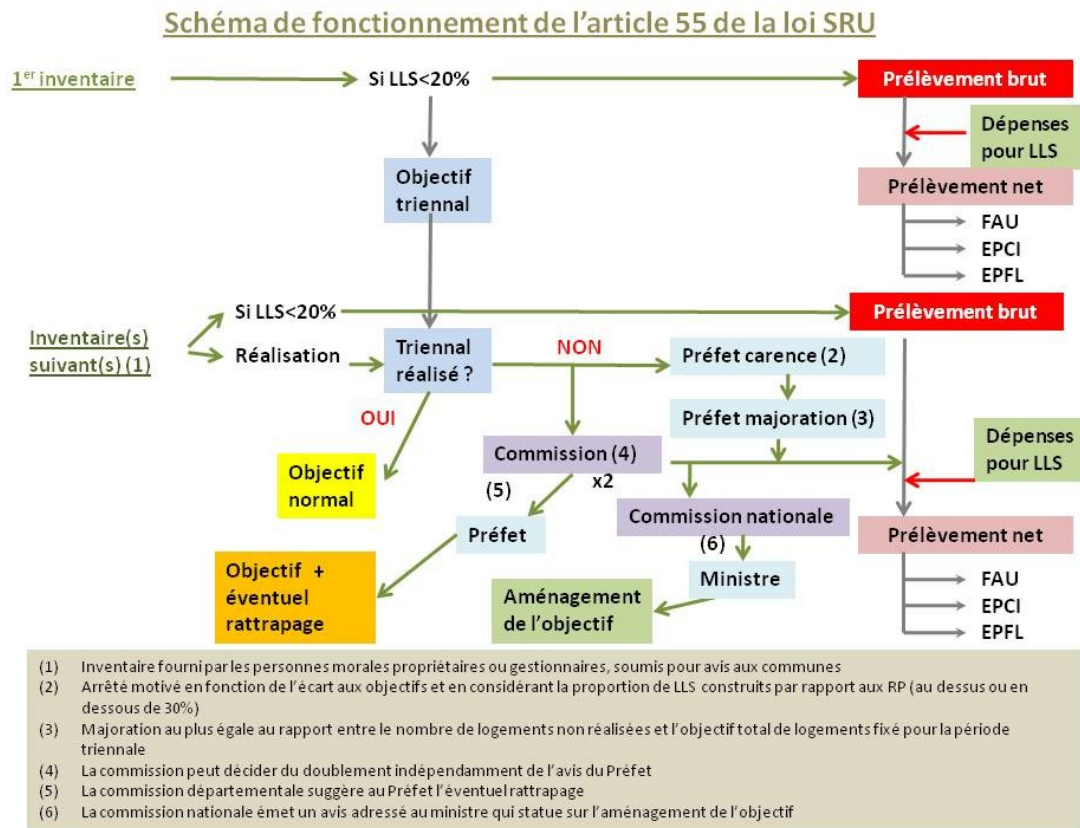 Schéma de fonctionnement de l'article 55 de la loi SRU
1er inventaire
Si LLS<20%
Prélèvement brut
Dépenses
pour LLS
Objectif
triennal
Prélèvement net
FAU
EPCI
EPFL
Si LLS<20%
Prélèvement brut
Inventaire(s)
suivant(s) (1)
Réalisation
Triennal
réalisé ?
NON
Préfet carence (2)
OUI
Préfet majoration (3)
Commission (4)
x2
Dépenses
pour LLS
Objectif
normal
(5)
Commission nationale
(6)
Préfet
Prélèvement net
Objectif +
éventuel
rattrapage
Ministre
Aménagement
de l'objectif
FAU
EPCI
EPFL
(1) Inventaire fourni par les personnes morales propriétaires ou gestionnaires, soumis pour avis aux communes
(2) Arrêté motivé en fonction de l'écart aux objectifs et en considérant la proportion de LLS construits par rapport aux RP (au dessus ou en
dessous de 30%)
(3) Majoration au plus égale au rapport entre le nombre de logements non réalisées et l'objectif total de logements fixé pour la période
triennale
(4) La commission peut décider du doublement indépendamment de l'avis du Préfet
(5) La commission départementale suggère au Préfet l'éventuel rattrapage
(6) La commission nationale émet un avis adressé au ministre qui statue sur l'aménagement de l'objectif